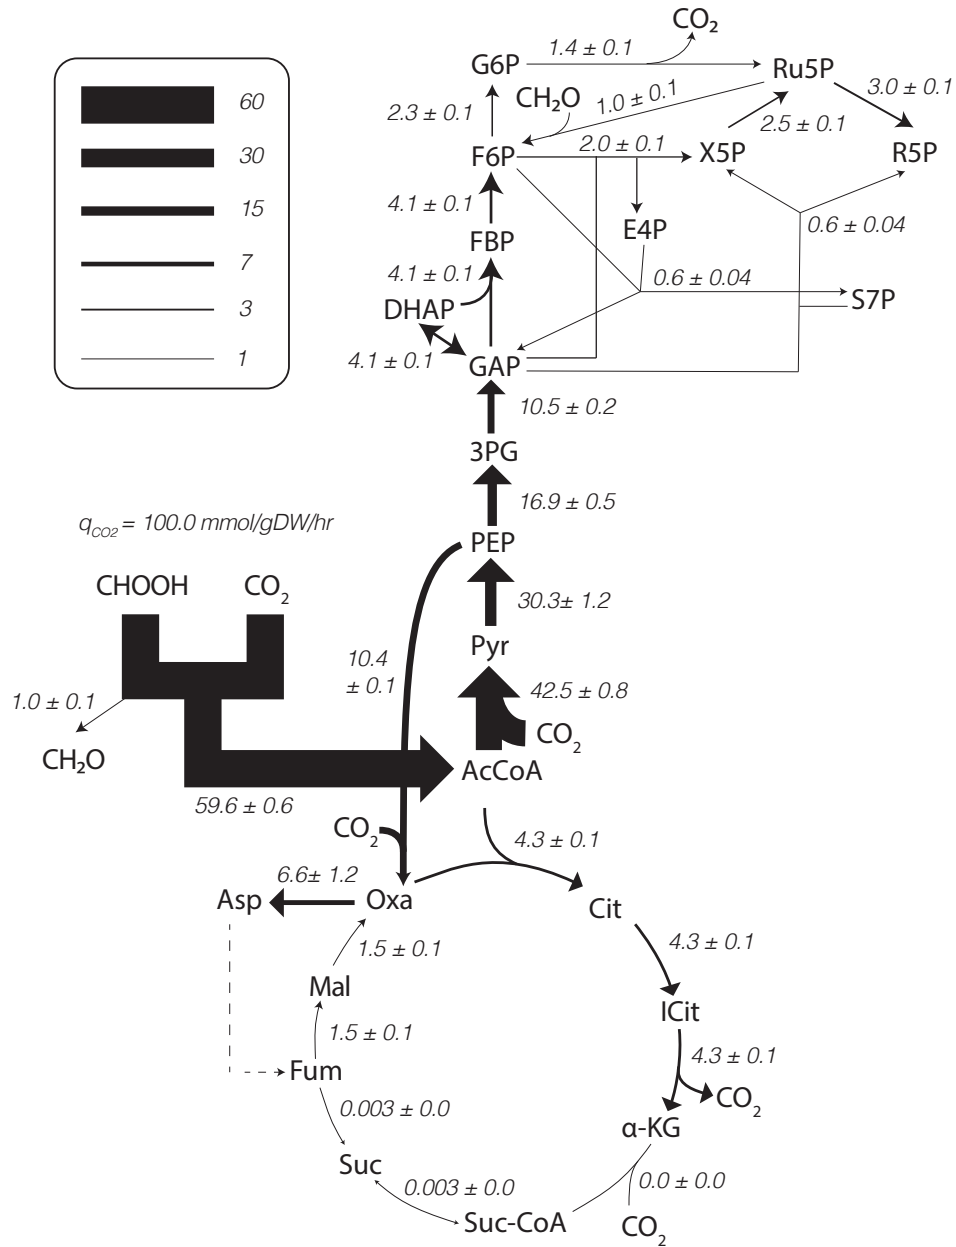 CO₂
1.4 ± 0.1
G6P
Ru5P
60
CH₂O
1.0 ± 0.1
3.0 ± 0.1
2.3 ± 0.1
2.5 ± 0.1
30
F6P
2.0 ± 0.1
X5P
R5P
15
4.1 ± 0.1
E4P
0.6 ± 0.04
FBP
7
4.1 ± 0.1
0.6 ± 0.04
3
DHAP
S7P
1
4.1 ± 0.1
GAP
10.5 ± 0.2
3PG
16.9 ± 0.5
qCO2 = 100.0 mmol/gDW/hr
PEP
CHOOH
CO₂
30.3± 1.2
Pyr
10.4
± 0.1
42.5 ± 0.8
1.0 ± 0.1
CO₂
CH₂O
AcCoA
59.6 ± 0.6
CO₂
4.3 ± 0.1
6.6± 1.2
Asp
Oxa
Cit
1.5 ± 0.1
4.3 ± 0.1
Mal
ICit
1.5 ± 0.1
4.3 ± 0.1
Fum
CO₂
0.003 ± 0.0
α-KG
Suc
0.003 ± 0.0
0.0 ± 0.0
Suc-CoA
CO₂